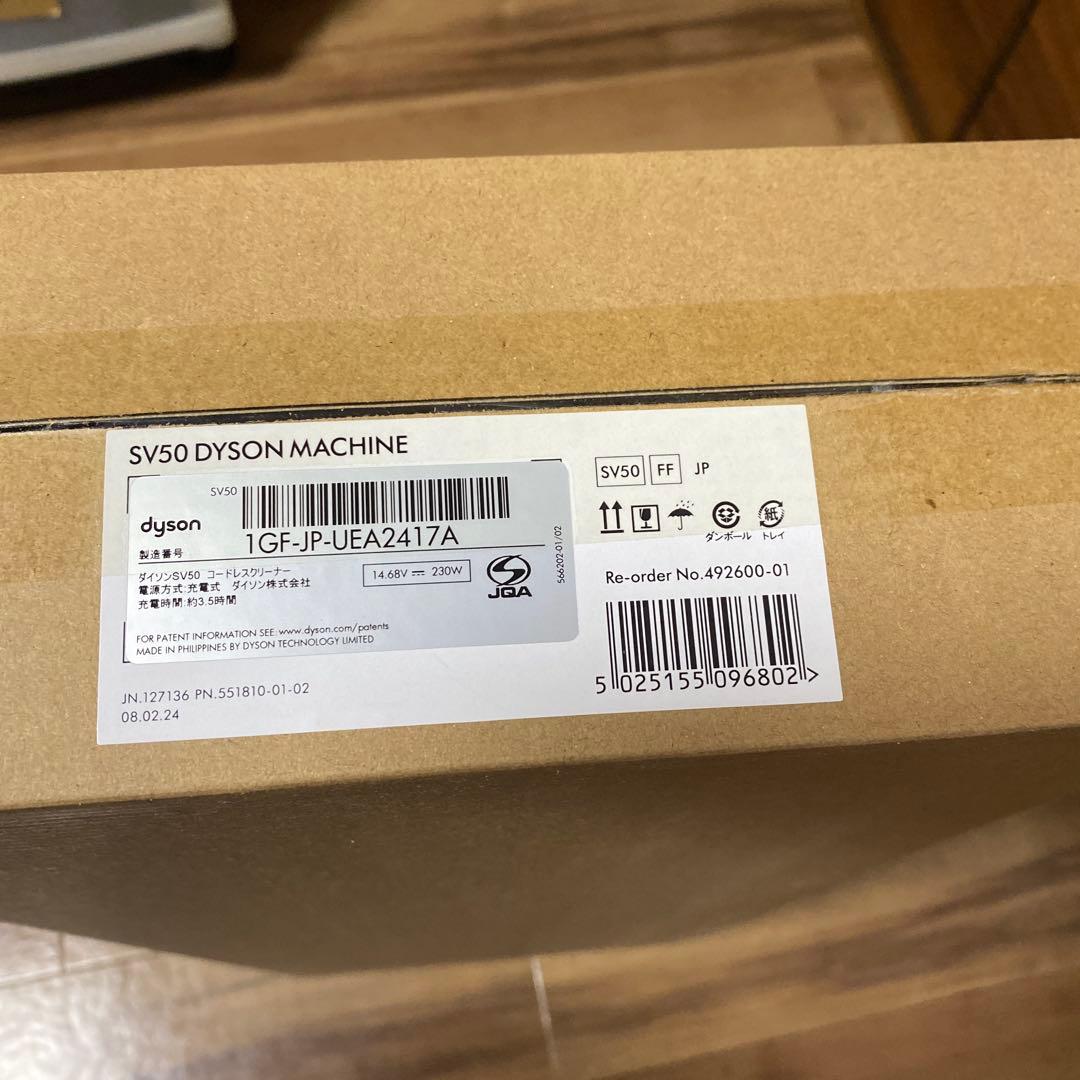 SV50 DYSON MACHINE
SV50
dyson
製造番号
1GF-JP-UEA2417A
ダイソンSV50 コードレスクリーナー
電源方式:充電式 ダイソン株式会社
充電時間:約3.5時間
14.68V ⎓ 230W
JQA
566202-01/02
FOR PATENT INFORMATION SEE: www.dyson.com/patents
MADE IN PHILIPPINES BY DYSON TECHNOLOGY LIMITED
JN.127136 PN.551810-01-02
08.02.24
SV50 FF JP
紙
ダンボール トレイ
Re-order No.492600-01
5 025155 096802 >